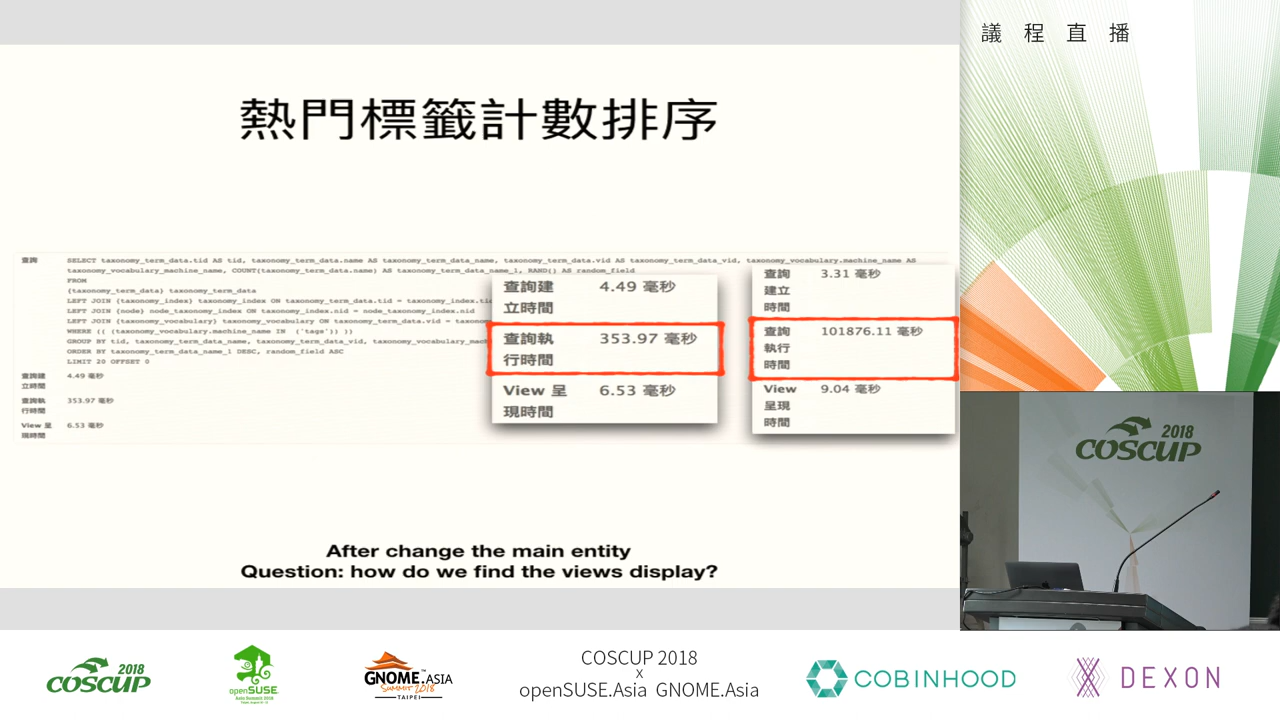 議程直播
熱門標籤計數排序
查詢
SELECT taxonomy_term_data.tid AS tid, taxonomy_term_data.name AS taxonomy_term_data_name, taxonomy_term_data.vid AS taxonomy_term_data_vid, taxonomy_vocabulary.machine_name AS
taxonomy_vocabulary_machine_name, COUNT(taxonomy_term_data.name) AS taxonomy_term_data_name_1, RAND() AS random_field
FROM
{taxonomy_term_data} taxonomy_term_data
LEFT JOIN {taxonomy_index} taxonomy_index ON taxonomy_term_data.tid = taxonomy_index.tid
LEFT JOIN {node} node_taxonomy_index ON taxonomy_index.nid = node_taxonomy_index.nid
LEFT JOIN {taxonomy_vocabulary} taxonomy_vocabulary ON taxonomy_term_data.vid =
WHERE (( (taxonomy_vocabulary.machine_name IN ('tags')) ))
GROUP BY tid, taxonomy_term_data_name, taxonomy_term_data_vid,
ORDER BY taxonomy_term_data_name_1 DESC, random_field ASC
LIMIT 20 OFFSET 0
查詢建立時間 4.49 毫秒
查詢執行時間 353.97 毫秒
View 呈現時間 6.53 毫秒
查詢建 4.49 毫秒
立時間
查詢執 353.97 毫秒
行時間
View 呈 6.53 毫秒
現時間
查詢 3.31 毫秒
建立
時間
查詢 101876.11 毫秒
執行
時間
View 9.04 毫秒
呈現
時間
After change the main entity
Question: how do we find the views display?
2018
COSCUP
2018
COSCUP
openSUSE
Asia Summit 2018
GNOME.ASIA
SUMMIT 2018
TAIPEI
COSCUP 2018
x
openSUSE.Asia GNOME.Asia
COBINHOOD
DEXON